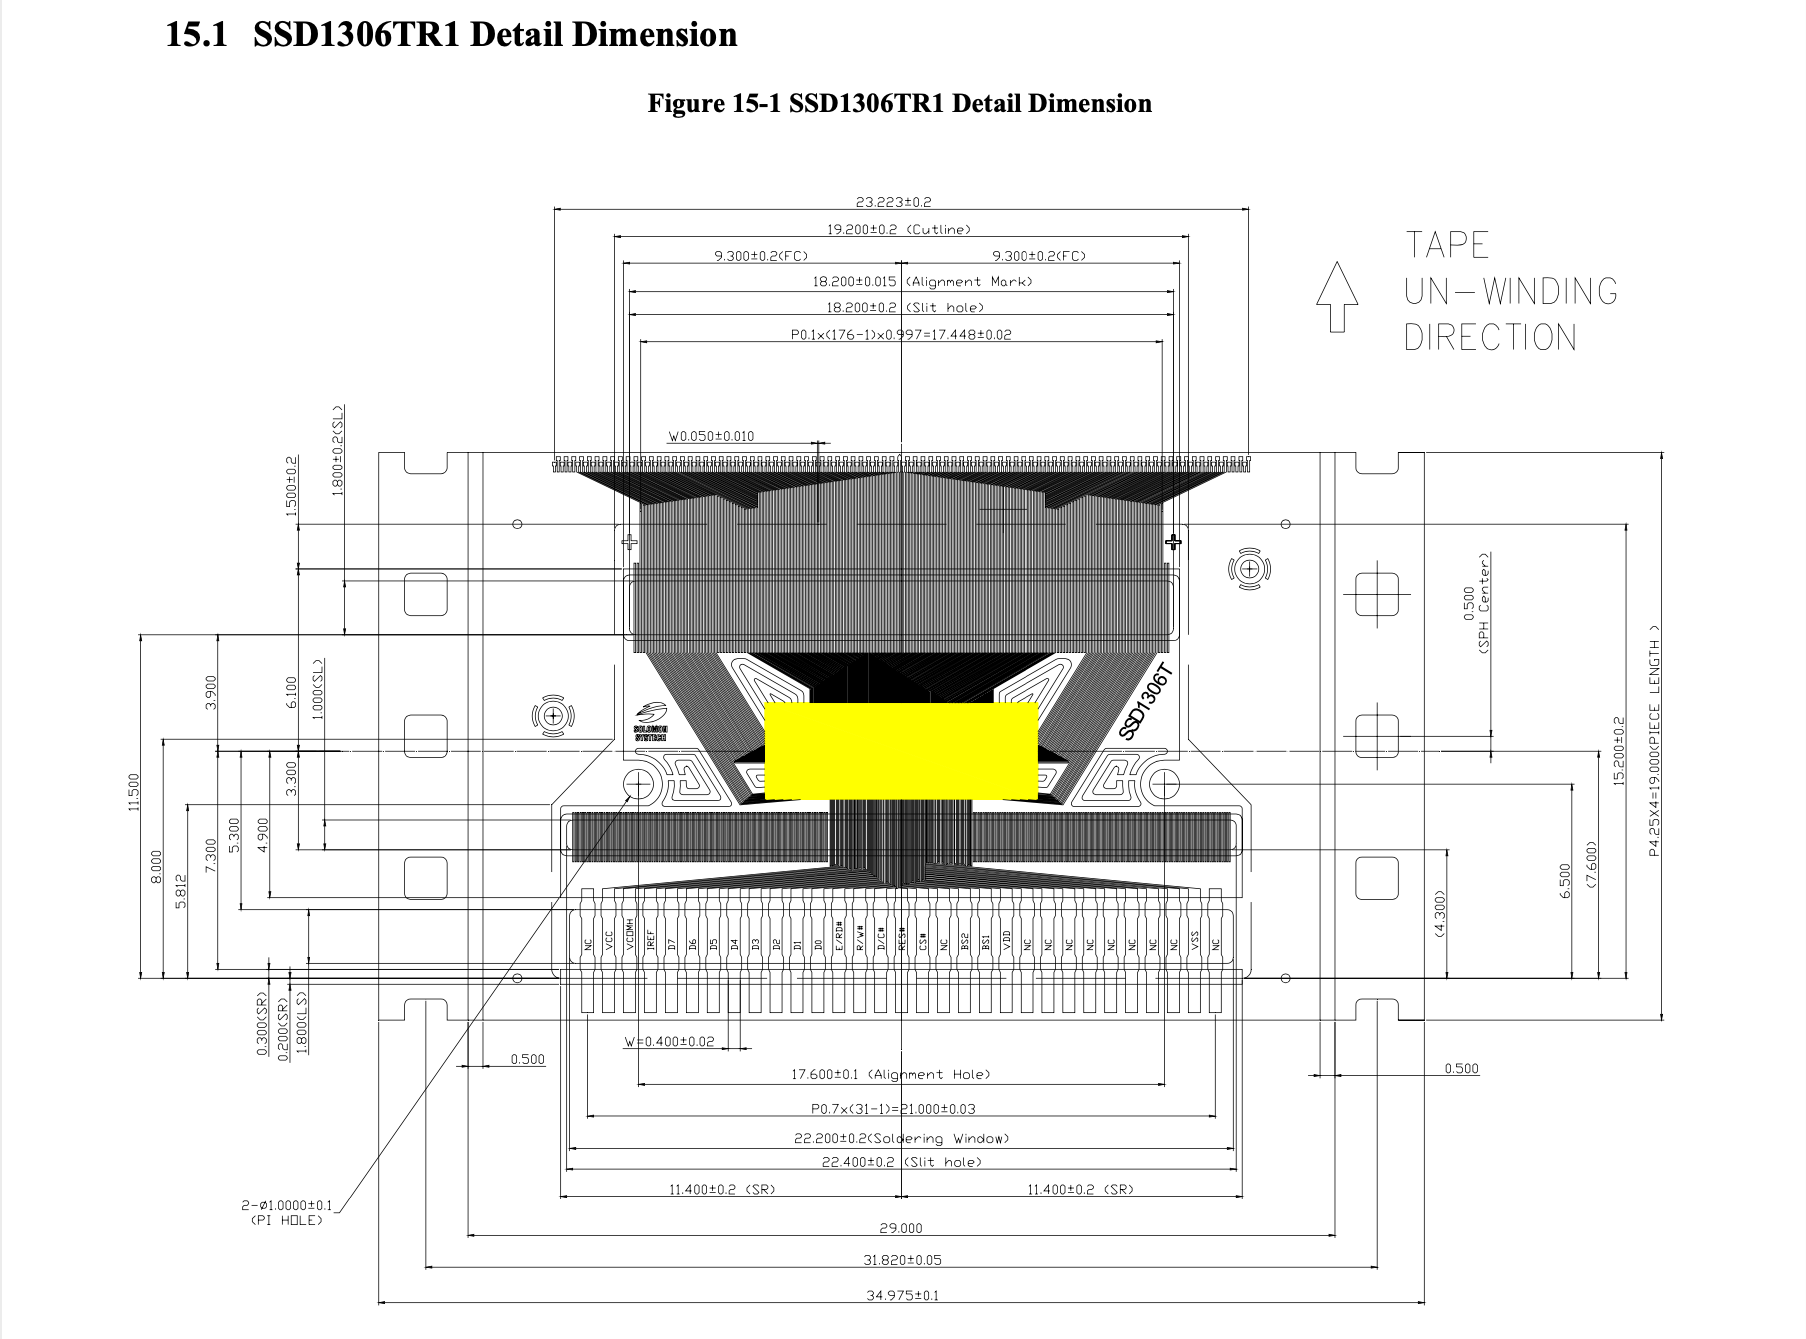 15.1 SSD1306TR1 Detail Dimension
Figure 15-1 SSD1306TR1 Detail Dimension
23.223±0.2
19.200±0.2 (Cutline)
9.300±0.2(FC)
9.300±0.2(FC)
18.200±0.015 (Alignment Mark)
18.200±0.2 (Slit hole)
P0.1x(176-1)x0.997=17.448±0.02
TAPE
UN-WINDING
DIRECTION
W0.050±0.010
1.800±0.2(SL)
1.500±0.2
3.900
6.100
1.000(SL)
11.500
8.000
5.812
7.300
5.300
4.900
3.300
SOLOMON
SYSTECH
SSD1306T
0.500
(SPH Center)
P4.25X4=19.000(PIECE LENGTH )
15.200±0.2
(7.600)
6.500
(4.300)
NC
VCC
VCOMH
IREF
D7
D6
D5
D4
D3
D2
D1
D0
E/RD#
R/W#
D/C#
RES#
CS#
NC
BS2
BS1
VDD
NC
NC
NC
NC
NC
NC
NC
NC
VSS
NC
0.300(SR)
0.200(SR)
1.800(LS)
W=0.400±0.02
0.500
0.500
17.600±0.1 (Alignment Hole)
P0.7x(31-1)=21.000±0.03
22.200±0.2(Soldering Window)
22.400±0.2 (Slit hole)
11.400±0.2 (SR)
11.400±0.2 (SR)
2-ø1.0000±0.1
(PI HOLE)
29.000
31.820±0.05
34.975±0.1